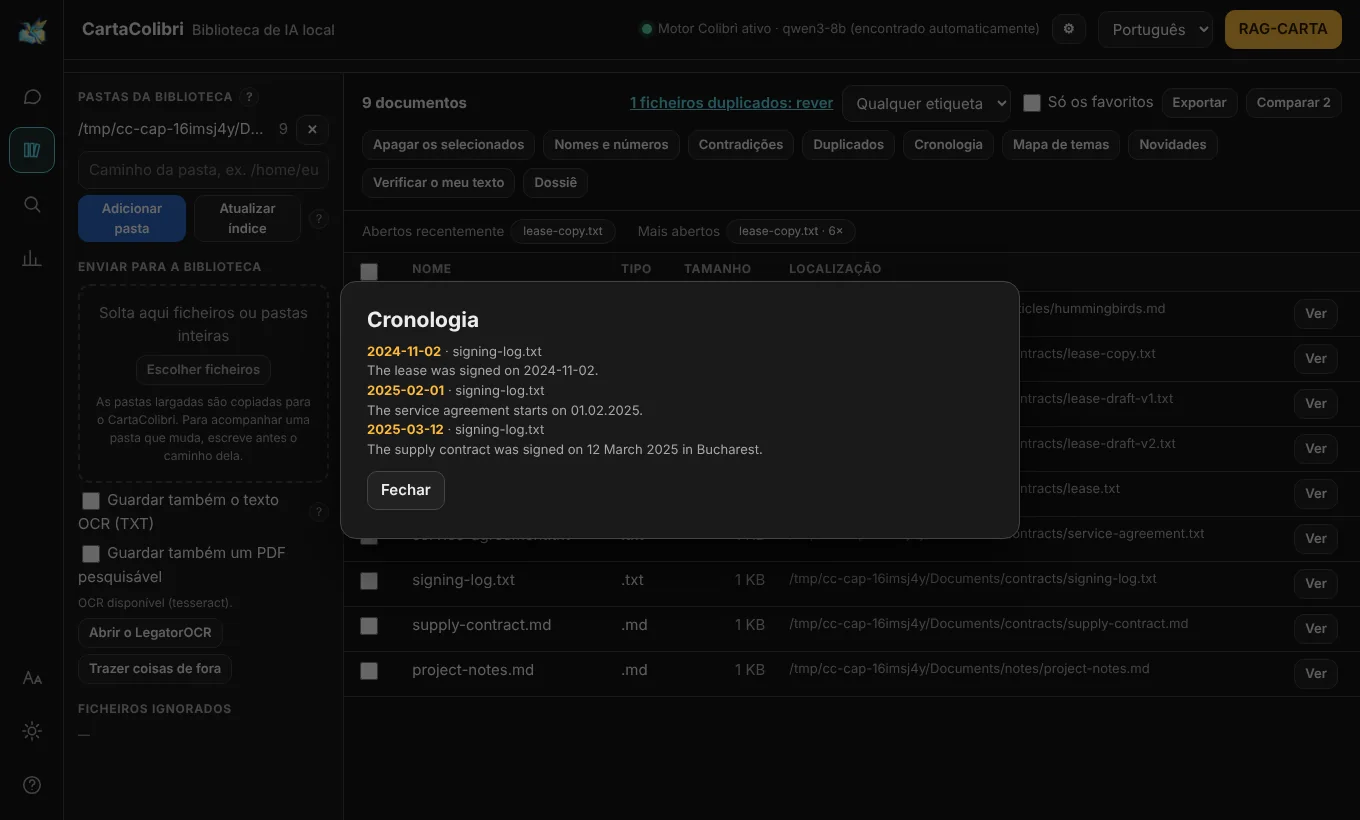 CartaColibri Biblioteca de IA local
Motor Colibri ativo · qwen3-8b (encontrado automaticamente)
Português
RAG-CARTA
PASTAS DA BIBLIOTECA ?
/tmp/cc-cap-16imsj4y/D... 9 ×
Caminho da pasta, ex. /home/eu
Adicionar pasta
Atualizar índice
?
ENVIAR PARA A BIBLIOTECA
Solta aqui ficheiros ou pastas
inteiras
Escolher ficheiros
As pastas largadas são copiadas para
o CartaColibri. Para acompanhar uma
pasta que muda, escreve antes o
caminho dela.
Guardar também o texto
OCR (TXT)
?
Guardar também um PDF
pesquisável
OCR disponível (tesseract).
Abrir o LegatorOCR
Trazer coisas de fora
FICHEIROS IGNORADOS
—
AA
9 documentos
1 ficheiros duplicados: rever
Qualquer etiqueta
Só os favoritos
Exportar
Comparar 2
Apagar os selecionados
Nomes e números
Contradições
Duplicados
Cronologia
Mapa de temas
Novidades
Verificar o meu texto
Dossiê
Abertos recentemente lease-copy.txt Mais abertos lease-copy.txt · 6×
NOME TIPO TAMANHO LOCALIZAÇÃO
icles/hummingbirds.md Ver
ntracts/lease-copy.txt Ver
ntracts/lease-draft-v1.txt Ver
ntracts/lease-draft-v2.txt Ver
ntracts/lease.txt Ver
ontracts/service-agreement.txt Ver
signing-log.txt .txt 1 KB /tmp/cc-cap-16imsj4y/Documents/contracts/signing-log.txt Ver
supply-contract.md .md 1 KB /tmp/cc-cap-16imsj4y/Documents/contracts/supply-contract.md Ver
project-notes.md .md 1 KB /tmp/cc-cap-16imsj4y/Documents/notes/project-notes.md Ver
Cronologia
2024-11-02 · signing-log.txt
The lease was signed on 2024-11-02.
2025-02-01 · signing-log.txt
The service agreement starts on 01.02.2025.
2025-03-12 · signing-log.txt
The supply contract was signed on 12 March 2025 in Bucharest.
Fechar